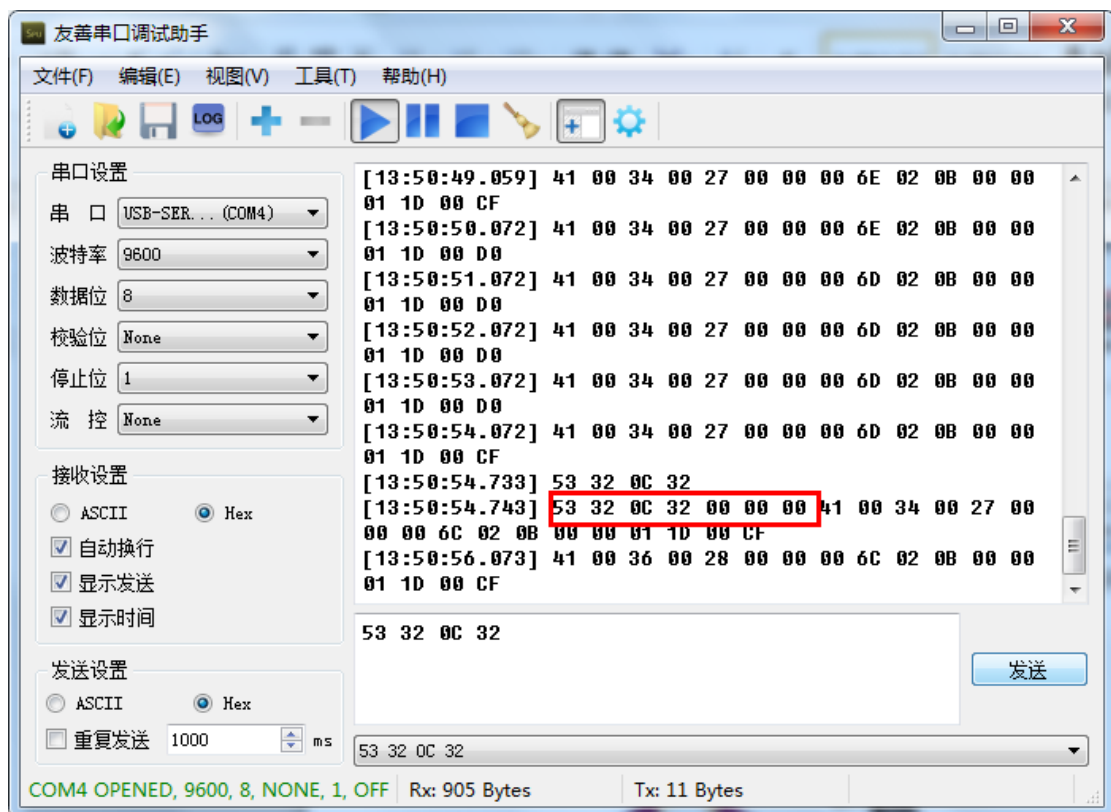 友善串口调试助手
文件(F) 编辑(E) 视图(V) 工具(T) 帮助(H)
LOG
串口设置
串 口 USB-SER... (COM4)
波特率 9600
数据位 8
校验位 None
停止位 1
流 控 None
接收设置
ASCII Hex
自动换行
显示发送
显示时间
发送设置
ASCII Hex
重复发送 1000 ms
[13:50:49.059] 41 00 34 00 27 00 00 00 6E 02 0B 00 00
01 1D 00 CF
[13:50:50.072] 41 00 34 00 27 00 00 00 6E 02 0B 00 00
01 1D 00 D0
[13:50:51.072] 41 00 34 00 27 00 00 00 6D 02 0B 00 00
01 1D 00 D0
[13:50:52.072] 41 00 34 00 27 00 00 00 6D 02 0B 00 00
01 1D 00 D0
[13:50:53.072] 41 00 34 00 27 00 00 00 6D 02 0B 00 00
01 1D 00 D0
[13:50:54.072] 41 00 34 00 27 00 00 00 6D 02 0B 00 00
01 1D 00 CF
[13:50:54.733] 53 32 0C 32
[13:50:54.743] 53 32 0C 32 00 00 00 41 00 34 00 27 00
00 00 6C 02 0B 00 00 01 1D 00 CF
[13:50:56.073] 41 00 36 00 28 00 00 00 6C 02 0B 00 00
01 1D 00 CF
53 32 0C 32
发送
53 32 0C 32
COM4 OPENED, 9600, 8, NONE, 1, OFF Rx: 905 Bytes Tx: 11 Bytes